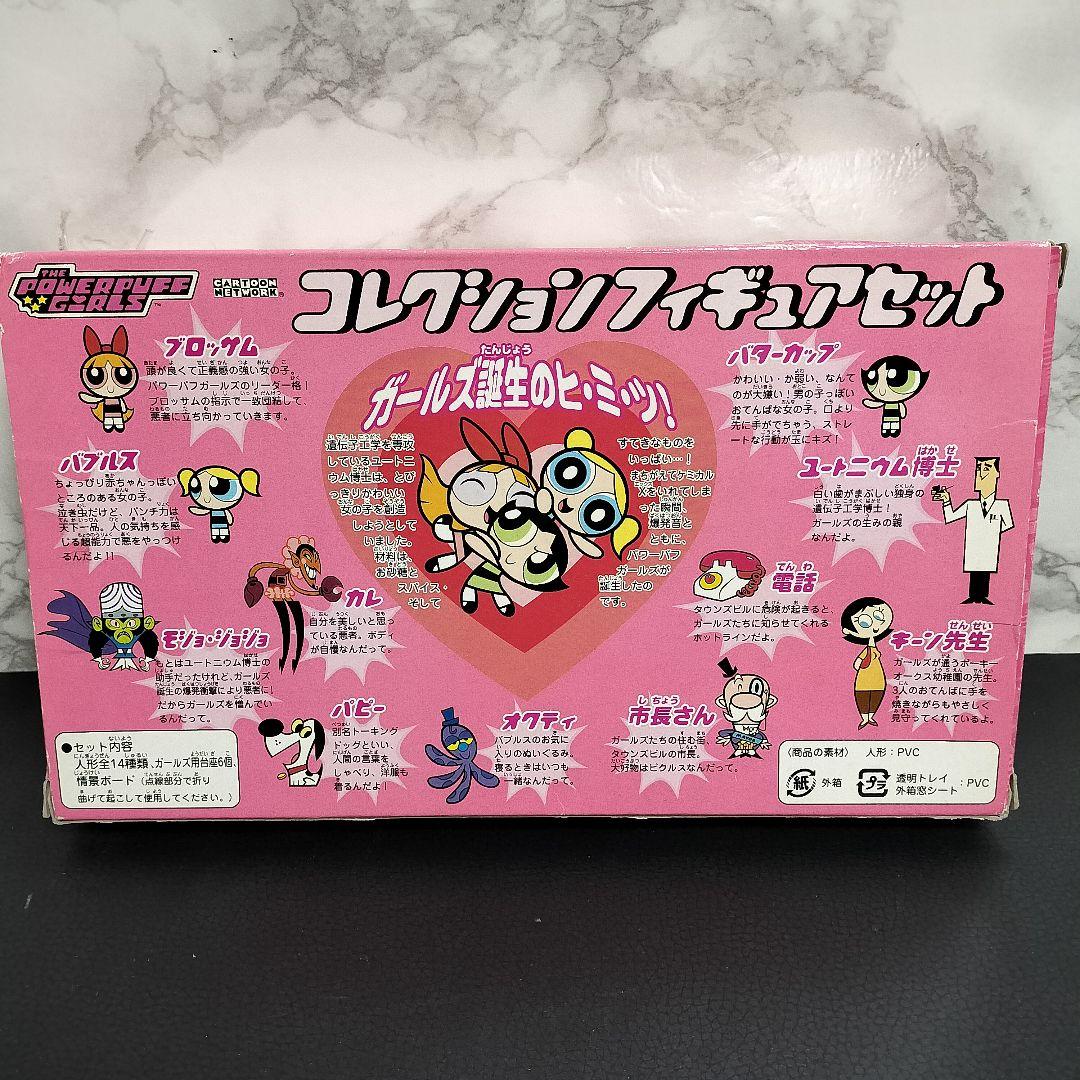 THE
POWERPUFF
GIRLS™
CARTOON
NETWORK®
コレクションフィギュアセット
ブロッサム
頭が良くて正義感の強い女の子。
パワーパフガールズのリーダー格!
ブロッサムの指示で一致団結して、
悪者に立ち向かっていきます。
バブルス
ちょっぴり赤ちゃんっぽい
ところのある女の子。
泣き虫だけど、パンチ力は
天下一品。人の気持ちを感
じる超能力で悪をやっつけ
るんだよ!!
モジョ・ジョジョ
もとはユートニウム博士の
助手だったけれど、ガールズ
誕生の爆発衝撃により悪者に!
だからガールズを憎んでい
るんだって。
カレ
自分を美しいと思っ
ている悪者。ボディ
が自慢なんだって。
パピー
別名トーキング
ドッグといい、
人間の言葉を
しゃべり、洋服も
着るんだよ!
たんじょう
ガールズ誕生のヒ・ミ・ツ!
遺伝子工学を専攻
しているユートニ
ウム博士は、とび
っきりかわいい
女の子を創造
しようとして
いました。
材料は、
お砂糖と
スパイス・
そして
すてきなものを
いっぱい…!
まちがえてケミカル
Xをいれてしま
った瞬間、
爆発音と
ともに、
パワーパフ
ガールズが
誕生したの
です。
オクティ
バブルスのお気に
入りのぬいぐるみ。
寝るときはいつも
一緒なんだって。
バターカップ
かわいい・か弱い、なんて
のが大嫌い!男の子っぽい
おてんばな女の子。口より
先に手がでちゃう、ストレ
ートな行動が玉にキズ!
はかせ
ユートニウム博士
白い歯がまぶしい独身の
遺伝子工学博士!
ガールズの生みの親
なんだよ。
でんわ
電話
タウンズビルに危険が起きると、
ガールズたちに知らせてくれる
ホットラインだよ。
せんせい
キーン先生
ガールズが通うポーキー
オークス幼稚園の先生。
3人のおてんばに手を
焼きながらもやさしく
見守ってくれているよ。
しちょう
市長さん
ガールズたちの住む街、
タウンズビルの市長。
大好物はピクルスなんだって。
●セット内容
人形全14種類、ガールズ用台座6個、
情景ボード(点線部分で折り
曲げて起こして使用してください。)
〈商品の素材〉 人形:PVC
紙 外箱
プラ 透明トレイ
外箱窓シート :PVC